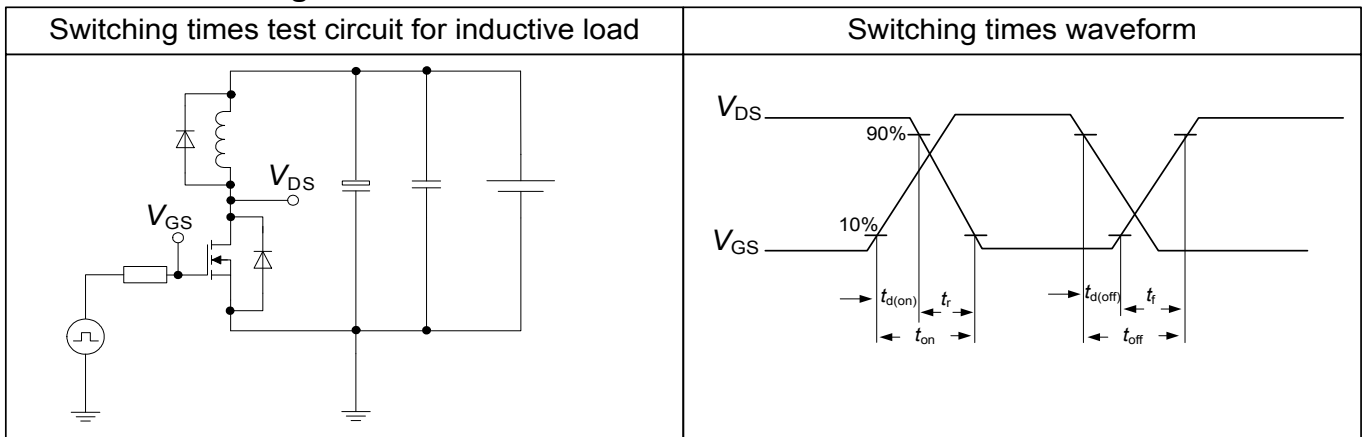 Switching times test circuit for inductive load
Switching times waveform
VDS
VGS
VDS
90%
10%
VGS
td(on) tr
ton
td(off) tf
toff